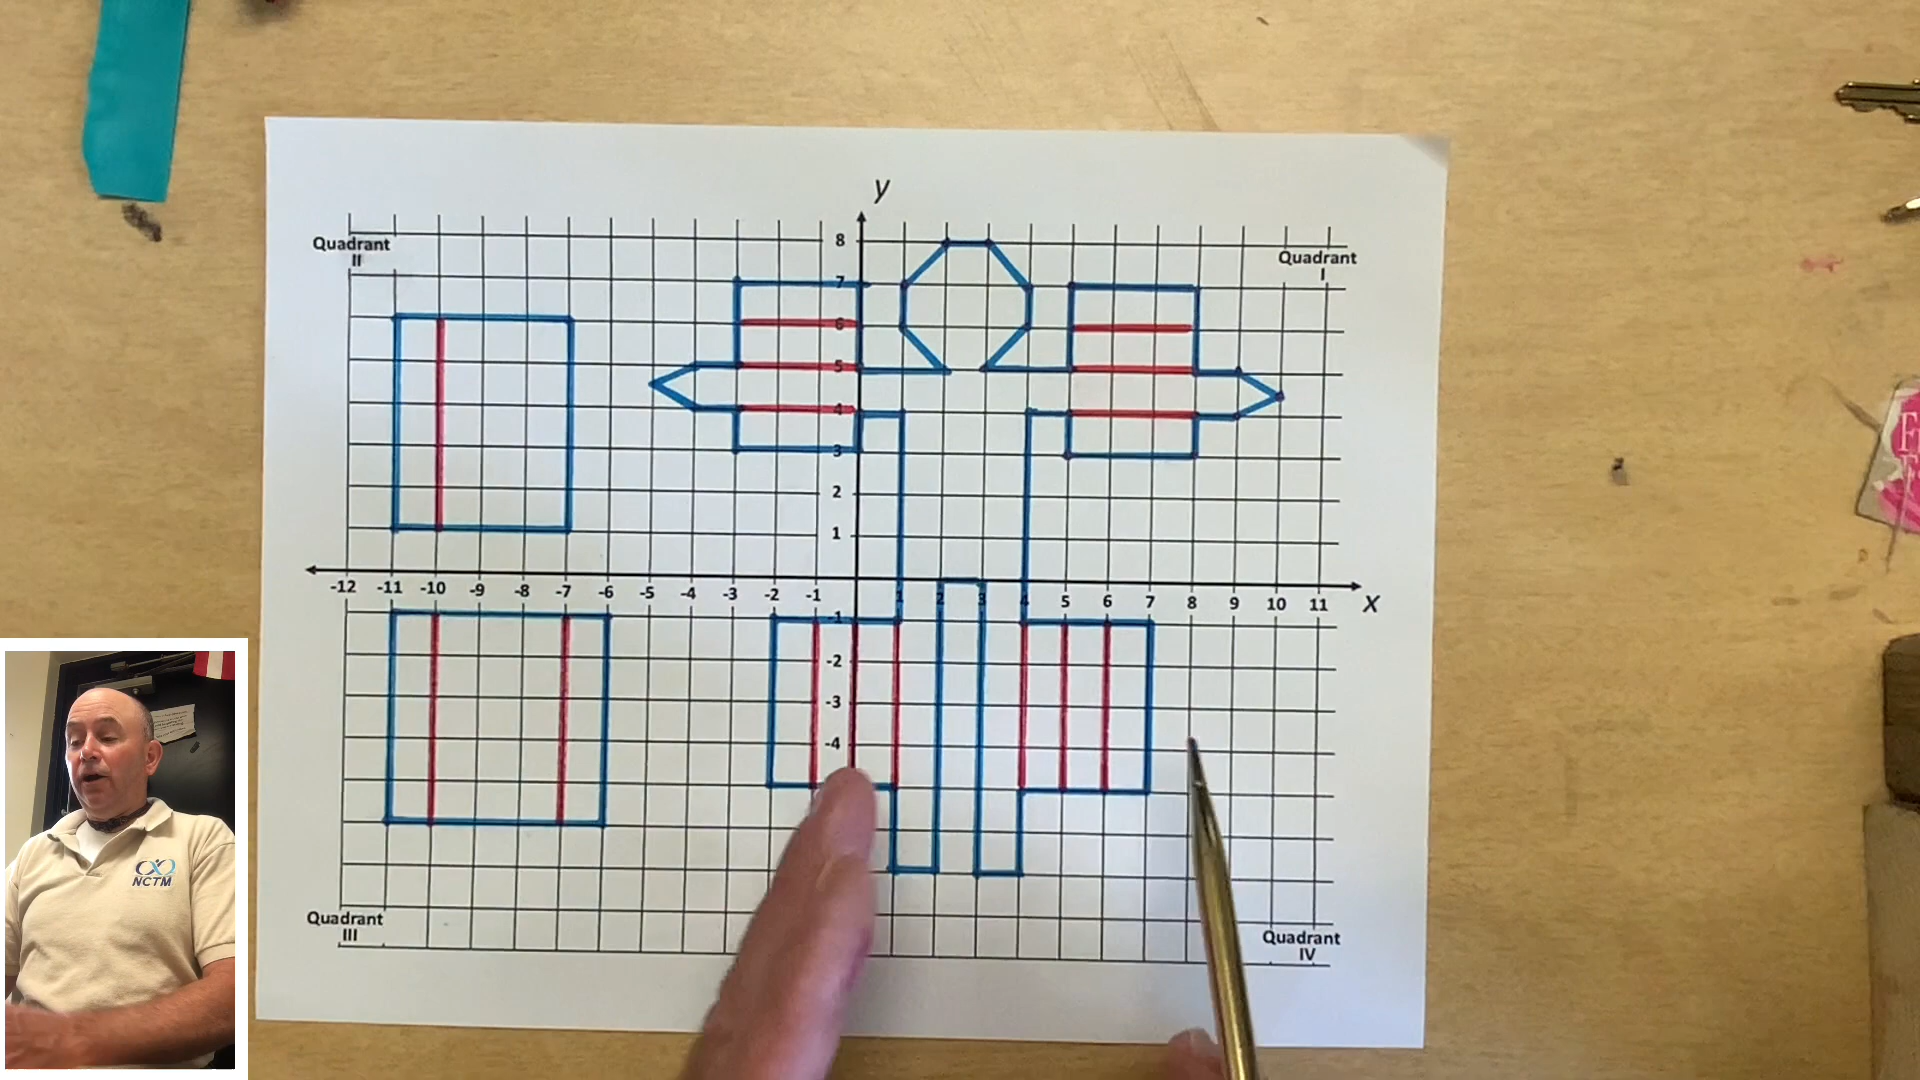 y
Quadrant
II
Quadrant
I
8
7
6
5
4
3
2
1
-12 -11 -10 -9 -8 -7 -6 -5 -4 -3 -2 -1 1 2 3 4 5 6 7 8 9 10 11 x
-1
-2
-3
-4
Quadrant
III
Quadrant
IV
NCTM